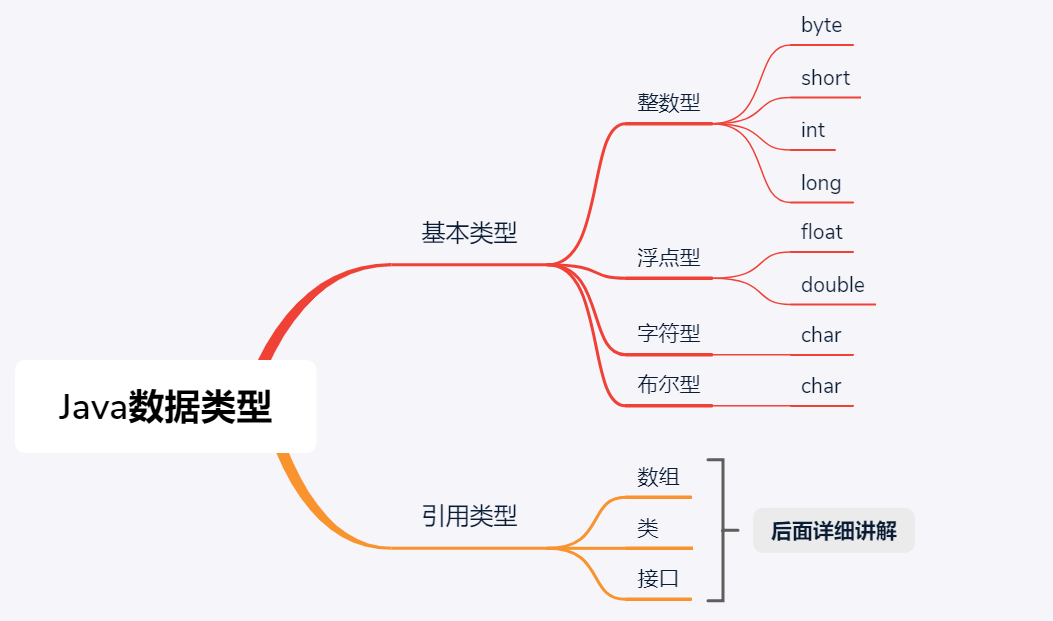 Java数据类型
基本类型
整数型
byte
short
int
long
浮点型
float
double
字符型
char
布尔型
char
引用类型
数组
类
接口
后面详细讲解